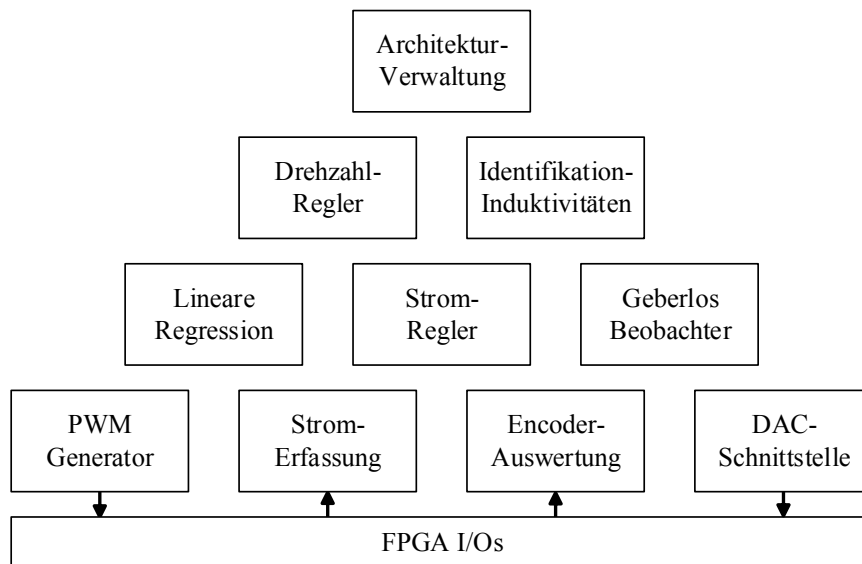 Architektur-
Verwaltung
Drehzahl-
Regler
Identifikation-
Induktivitäten
Lineare
Regression
Strom-
Regler
Geberlos
Beobachter
PWM
Generator
Strom-
Erfassung
Encoder-
Auswertung
DAC-
Schnittstelle
FPGA I/Os